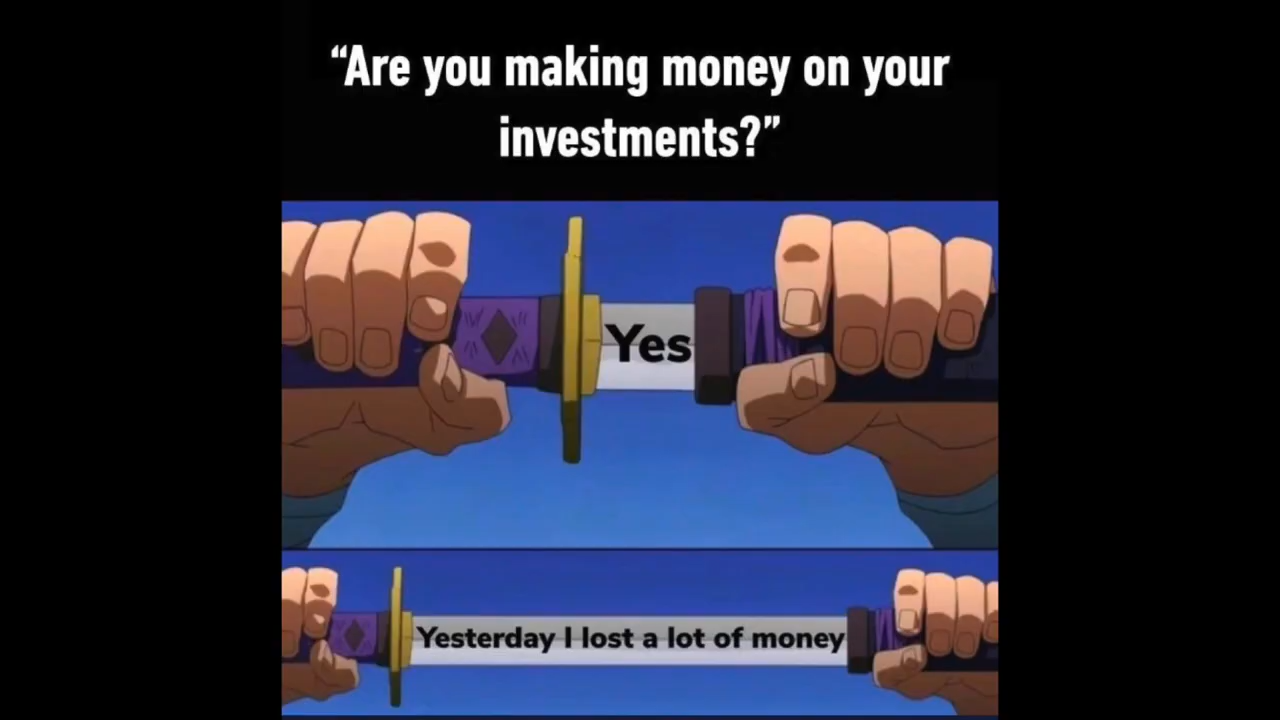 “Are you making money on your
investments?”
Yes
Yesterday I lost a lot of money